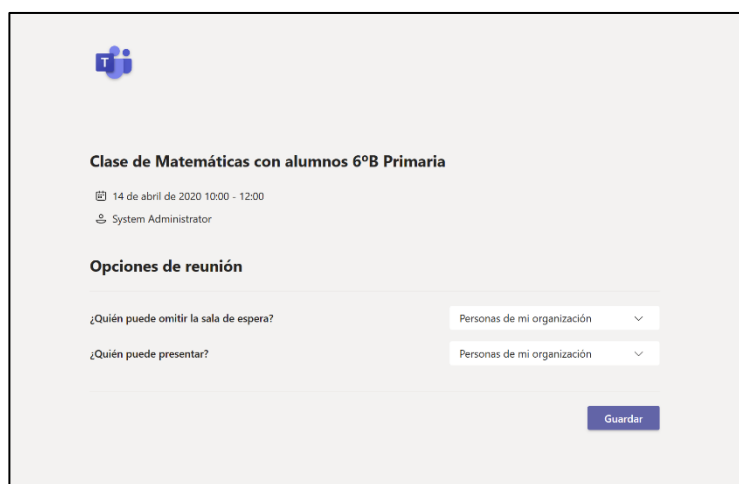 T
Clase de Matemáticas con alumnos 6ºB Primaria
14 de abril de 2020 10:00 - 12:00
System Administrator
Opciones de reunión
¿Quién puede omitir la sala de espera? Personas de mi organización
¿Quién puede presentar? Personas de mi organización
Guardar